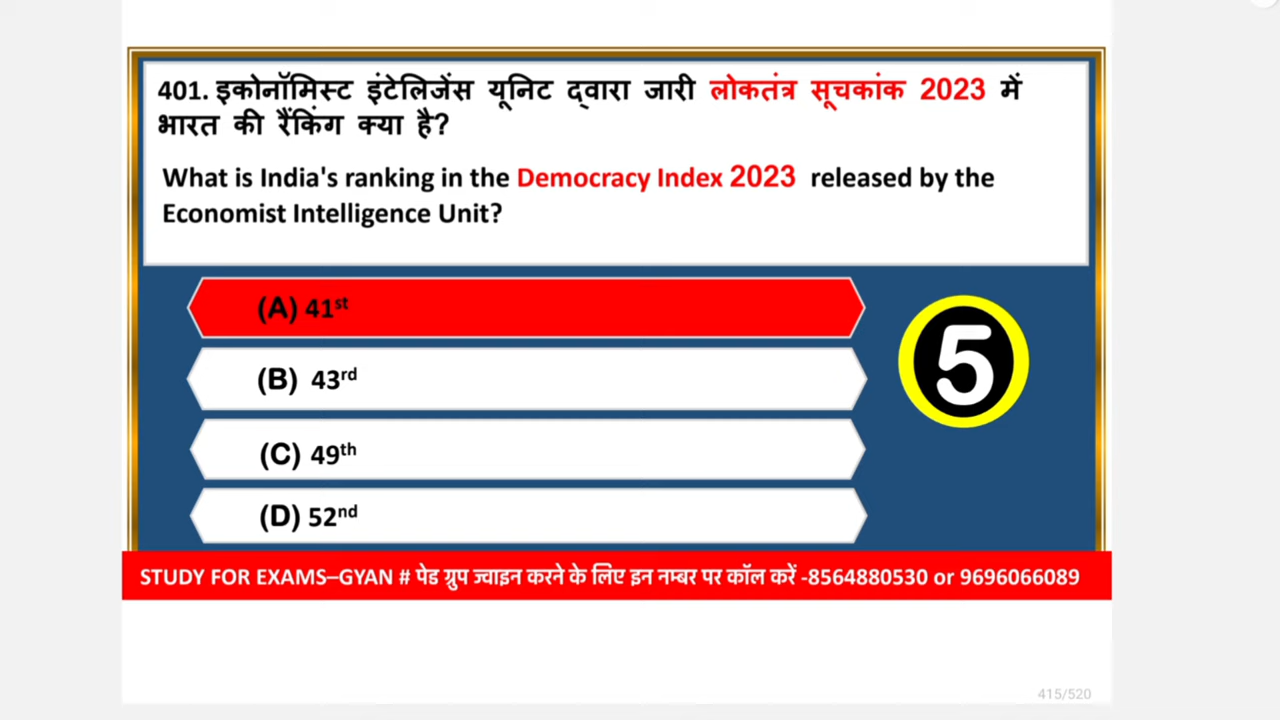 401. इकोनॉमिस्ट इंटेलिजेंस यूनिट द्वारा जारी लोकतंत्र सूचकांक 2023 में
भारत की रैंकिंग क्या है?
What is India's ranking in the Democracy Index 2023 released by the
Economist Intelligence Unit?
(A) 41st
(B) 43rd
(C) 49th
(D) 52nd
5
STUDY FOR EXAMS–GYAN # पेड ग्रुप ज्वाइन करने के लिए इन नम्बर पर कॉल करें -8564880530 or 9696066089
415/520